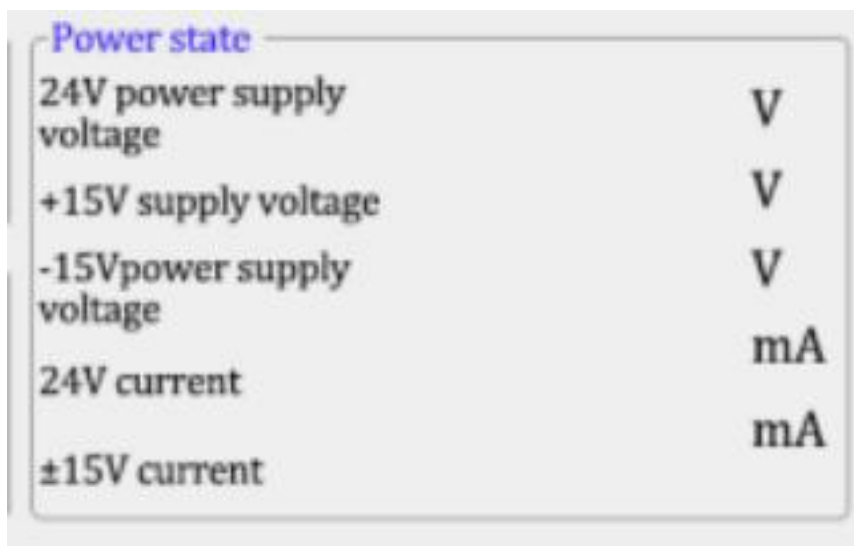 Power state
24V power supply
voltage
V
+15V supply voltage
V
-15Vpower supply
voltage
V
24V current
mA
±15V current
mA